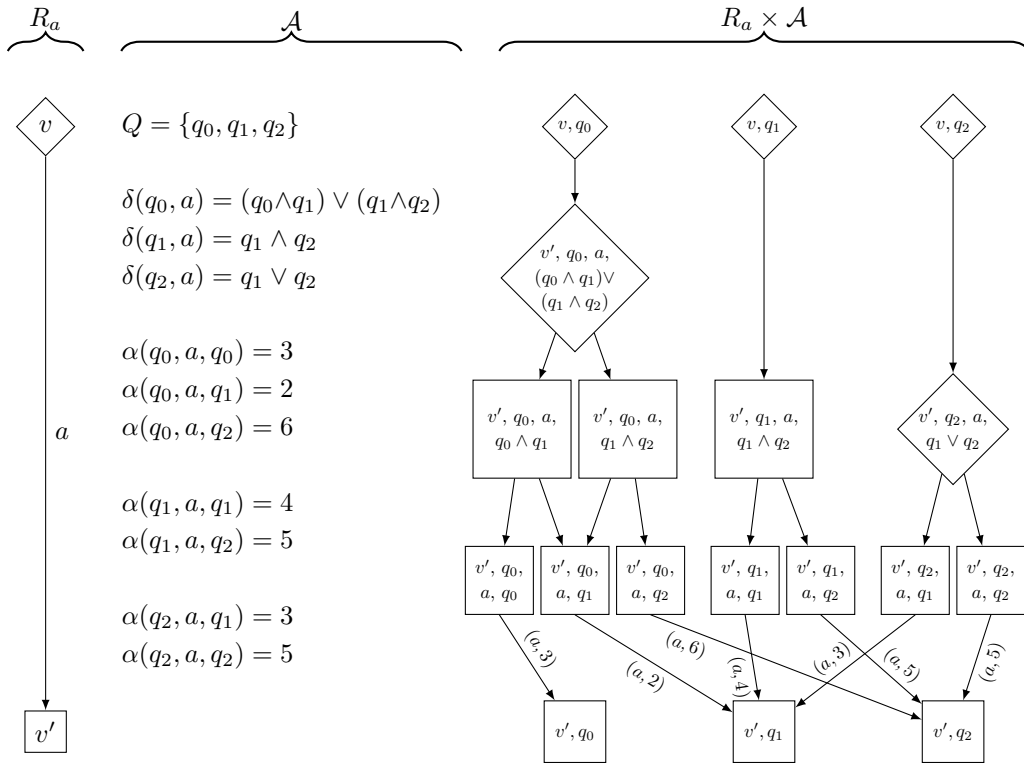 R_a
𝒜
R_a × 𝒜
v
a
v′
Q = {q_0, q_1, q_2}
δ(q_0, a) = (q_0∧q_1) ∨ (q_1∧q_2)
δ(q_1, a) = q_1 ∧ q_2
δ(q_2, a) = q_1 ∨ q_2
α(q_0, a, q_0) = 3
α(q_0, a, q_1) = 2
α(q_0, a, q_2) = 6
α(q_1, a, q_1) = 4
α(q_1, a, q_2) = 5
α(q_2, a, q_1) = 3
α(q_2, a, q_2) = 5
v, q_0
v, q_1
v, q_2
v′, q_0, a,
(q_0 ∧ q_1)∨
(q_1 ∧ q_2)
v′, q_0, a,
q_0 ∧ q_1
v′, q_0, a,
q_1 ∧ q_2
v′, q_1, a,
q_1 ∧ q_2
v′, q_2, a,
q_1 ∨ q_2
v′, q_0,
a, q_0
v′, q_0,
a, q_1
v′, q_0,
a, q_2
v′, q_1,
a, q_1
v′, q_1,
a, q_2
v′, q_2,
a, q_1
v′, q_2,
a, q_2
(a, 3)
(a, 2)
(a, 6)
(a, 4)
(a, 3)
(a, 5)
(a, 5)
v′, q_0
v′, q_1
v′, q_2